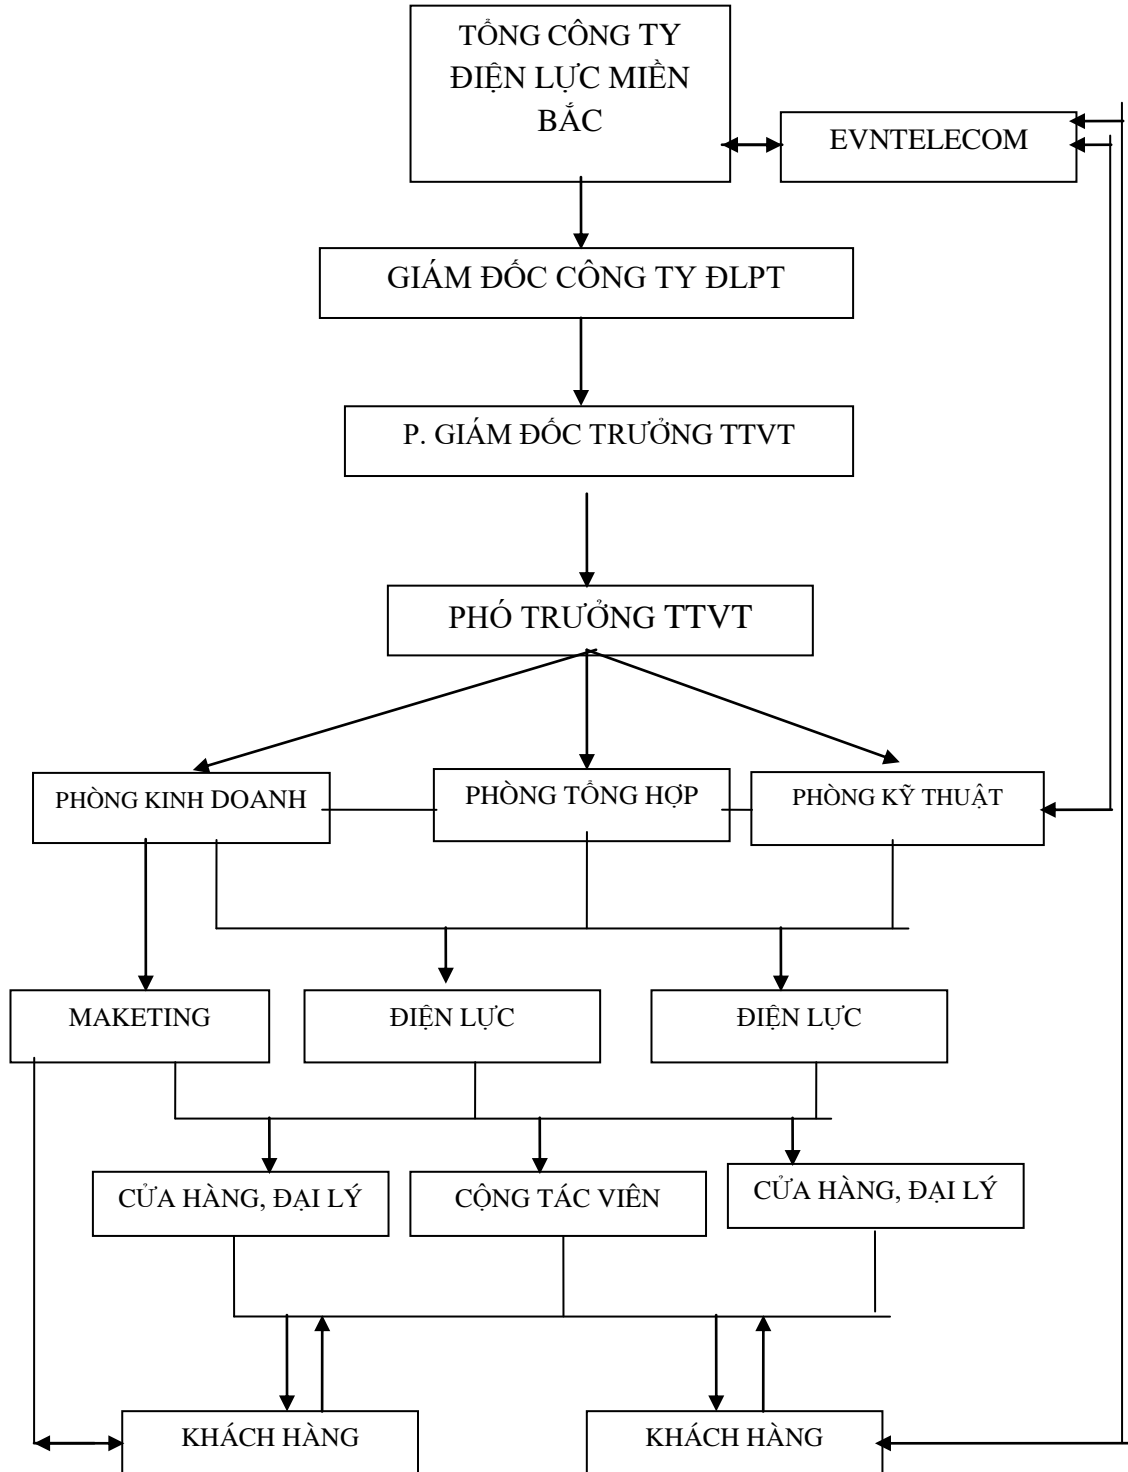 TỔNG CÔNG TY
ĐIỆN LỰC MIỀN
BẮC
EVNTELECOM
GIÁM ĐỐC CÔNG TY ĐLPT
P. GIÁM ĐỐC TRƯỞNG TTVT
PHÓ TRƯỞNG TTVT
PHÒNG KINH DOANH
PHÒNG TỔNG HỢP
PHÒNG KỸ THUẬT
MAKETING
ĐIỆN LỰC
ĐIỆN LỰC
CỬA HÀNG, ĐẠI LÝ
CỘNG TÁC VIÊN
CỬA HÀNG, ĐẠI LÝ
KHÁCH HÀNG
KHÁCH HÀNG